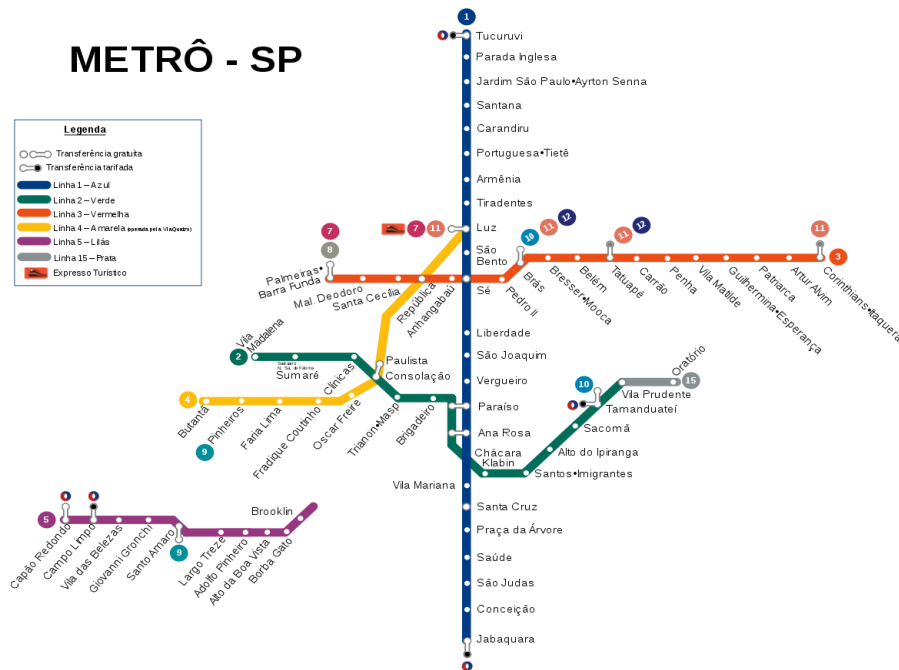 METRÔ - SP
1
Tucuruvi
Parada Inglesa
Jardim São Paulo•Ayrton Senna
Santana
Carandiru
Portuguesa•Tietê
Armênia
Tiradentes
Luz
São
Bento
Sé
Liberdade
São Joaquim
Vergueiro
Paraíso
Ana Rosa
Chácara
Klabin
Vila Mariana
Santa Cruz
Praça da Árvore
Saúde
São Judas
Conceição
Jabaquara
Legenda
Transferência gratuita
Transferência tarifada
Linha 1 – Azul
Linha 2 – Verde
Linha 3 – Vermelha
Linha 4 – Amarela (operada pela ViaQuatro)
Linha 5 – Lilás
Linha 15 – Prata
Expresso Turístico
7
8
7
11
10
11
12
11
12
11
3
Palmeiras•
Barra Funda
Mal. Deodoro
Santa Cecília
República
Anhangabaú
Pedro II
Brás
Bresser•Mooca
Belém
Tatuapé
Carrão
Penha
Vila Matilde
Guilhermina•Esperança
Patriarca
Artur Alvim
Corinthians•Itaquera
2
Vila
Madalena
Santuário
N. Sa. de Fátima
Sumaré
Clínicas
Paulista
Consolação
Trianon•Masp
Brigadeiro
Santos•Imigrantes
Alto do Ipiranga
Sacomã
Tamanduateí
Vila Prudente
Oratório
10
15
4
Butantã
Pinheiros
9
Faria Lima
Fradique Coutinho
Oscar Freire
5
Capão Redondo
Campo Limpo
Vila das Belezas
Giovanni Gronchi
Santo Amaro
9
Largo Treze
Adolfo Pinheiro
Alto da Boa Vista
Borba Gato
Brooklin